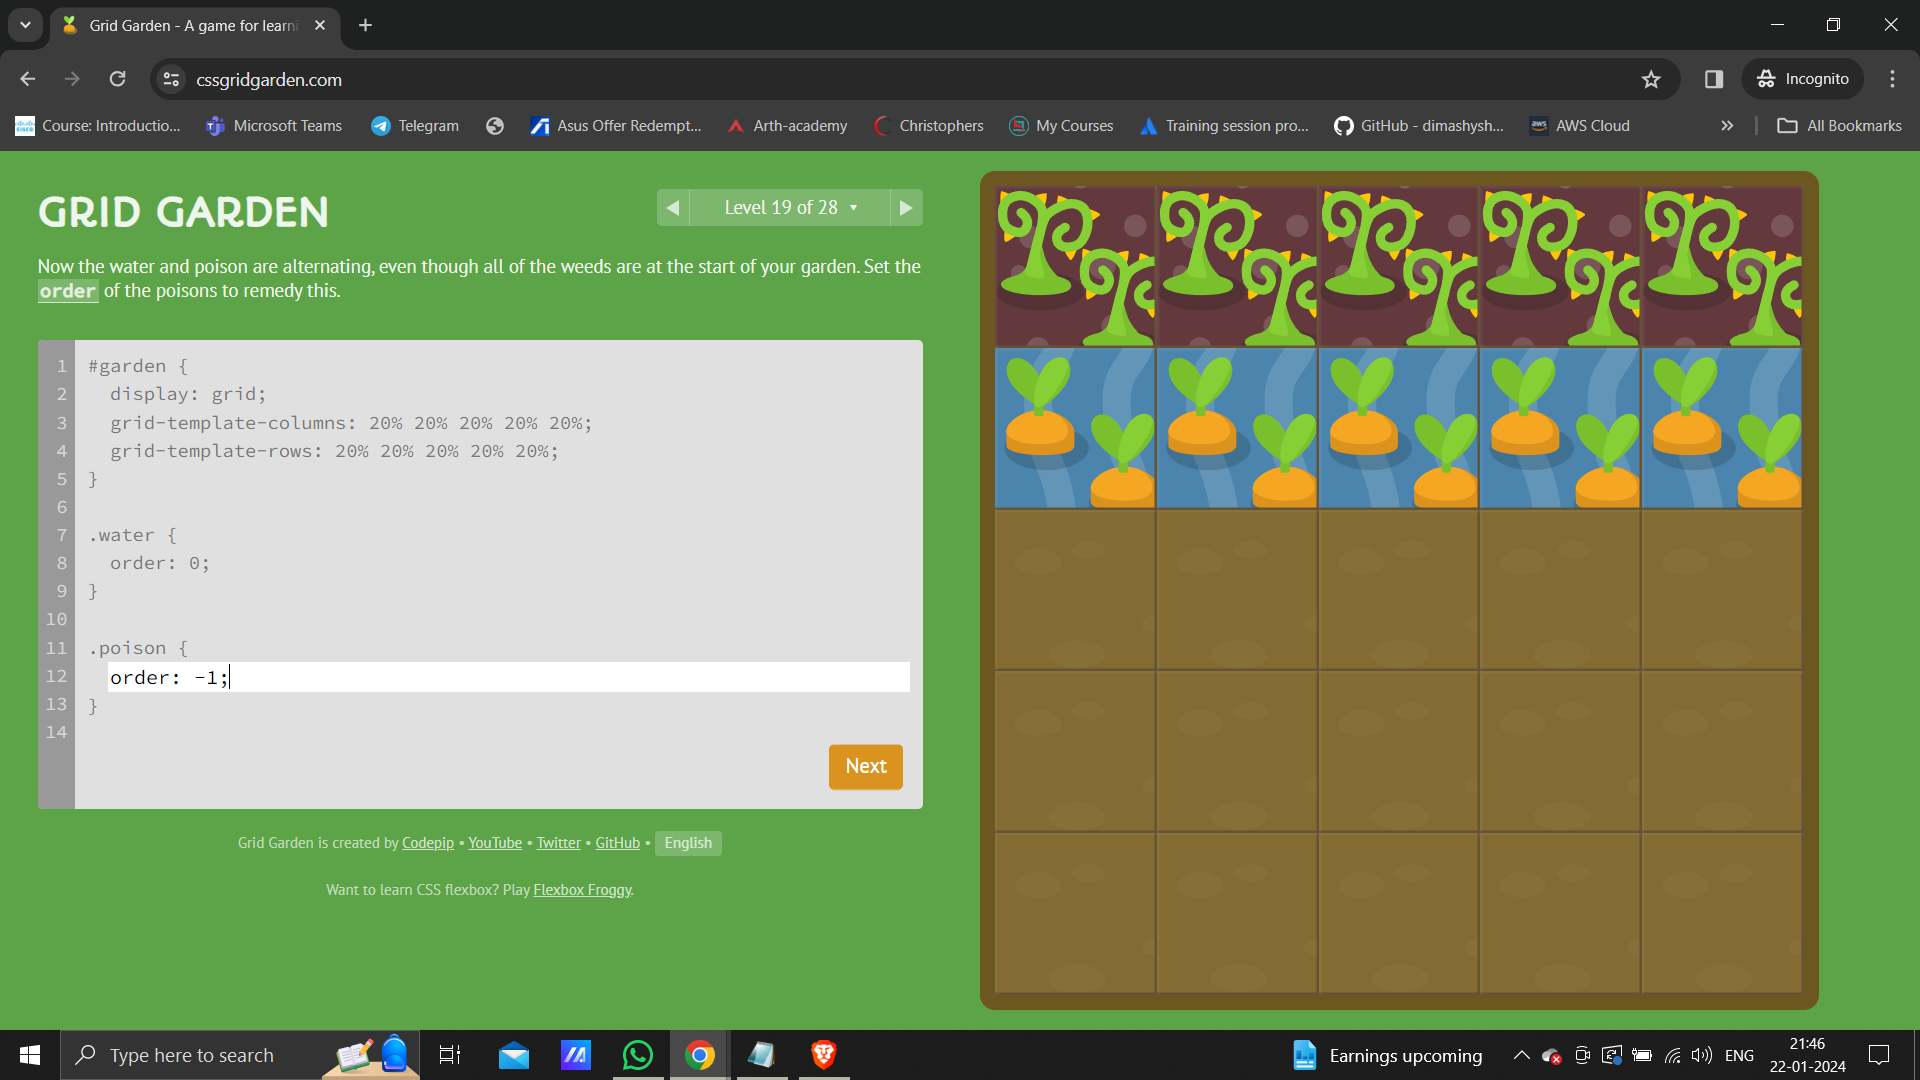 Grid Garden - A game for learni
cssgridgarden.com
Incognito
Course: Introductio...
Microsoft Teams
Telegram
Asus Offer Redempt...
Arth-academy
Christophers
My Courses
Training session pro...
GitHub - dimashysh...
AWS Cloud
All Bookmarks
GRID GARDEN
Level 19 of 28
Now the water and poison are alternating, even though all of the weeds are at the start of your garden. Set the
order of the poisons to remedy this.
1 #garden {
2 display: grid;
3 grid-template-columns: 20% 20% 20% 20% 20%;
4 grid-template-rows: 20% 20% 20% 20% 20%;
5 }
6
7 .water {
8 order: 0;
9 }
10
11 .poison {
12 order: -1;
13 }
14
Next
Grid Garden is created by Codepip • YouTube • Twitter • GitHub • English
Want to learn CSS flexbox? Play Flexbox Froggy.
Type here to search
Earnings upcoming
ENG
21:46
22-01-2024